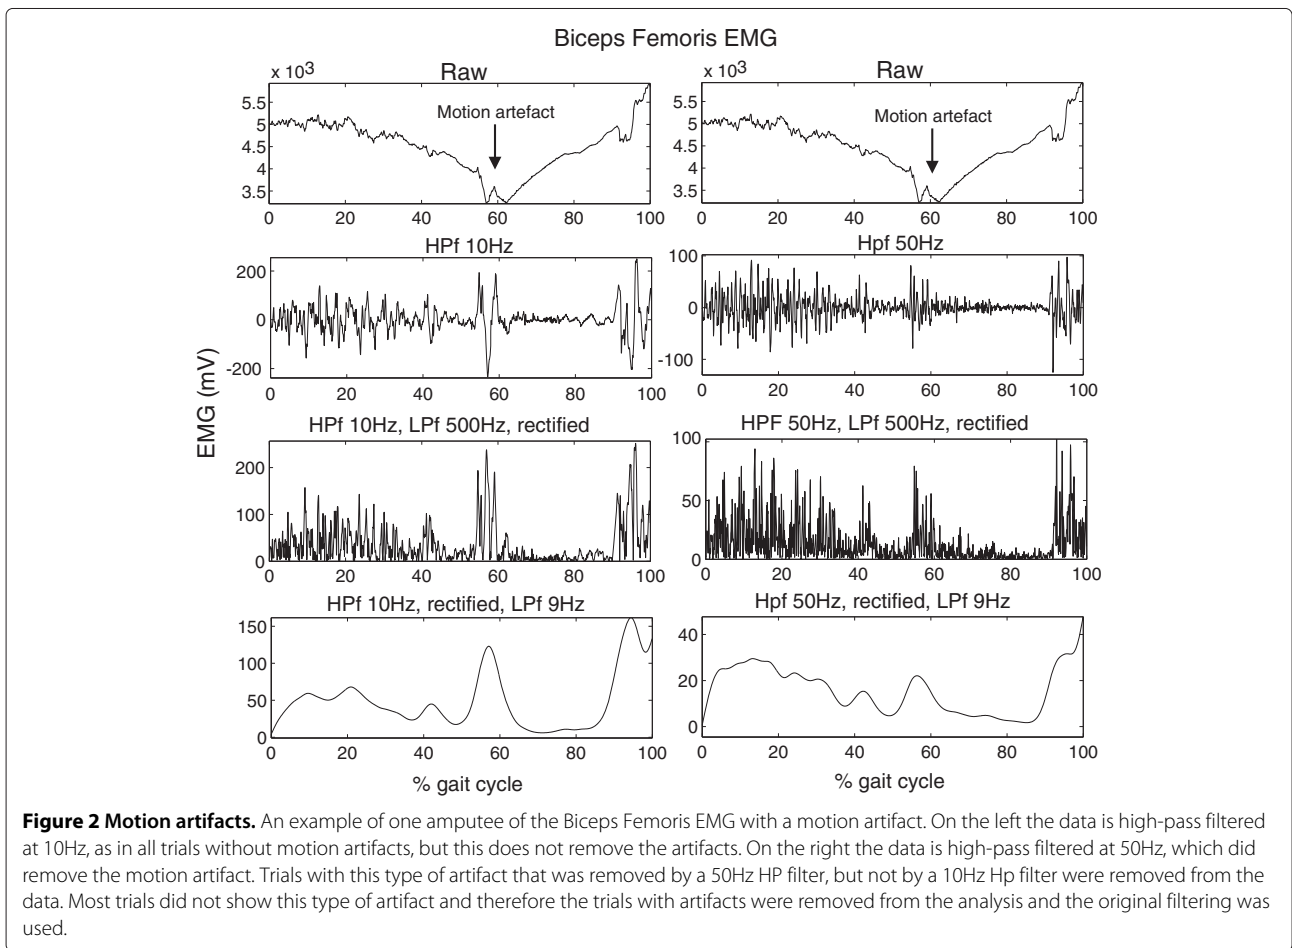 Biceps Femoris EMG
x 10³ Raw
5.5
5
4
3.5
Motion artefact
0 20 40 60 80 100
x 10³ Raw
5.5
5
4
3.5
Motion artefact
0 20 40 60 80 100
HPf 10Hz
200
0
-200
0 20 40 60 80 100
Hpf 50Hz
100
0
-100
0 20 40 60 80 100
EMG (mV)
HPf 10Hz, LPf 500Hz, rectified
200
100
0
0 20 40 60 80 100
HPF 50Hz, LPf 500Hz, rectified
100
50
0
0 20 40 60 80 100
HPf 10Hz, rectified, LPf 9Hz
150
100
50
0
0 20 40 60 80 100
% gait cycle
Hpf 50Hz, rectified, LPf 9Hz
40
20
0
0 20 40 60 80 100
% gait cycle
Figure 2 Motion artifacts. An example of one amputee of the Biceps Femoris EMG with a motion artifact. On the left the data is high-pass filtered
at 10Hz, as in all trials without motion artifacts, but this does not remove the artifacts. On the right the data is high-pass filtered at 50Hz, which did
remove the motion artifact. Trials with this type of artifact that was removed by a 50Hz HP filter, but not by a 10Hz Hp filter were removed from the
data. Most trials did not show this type of artifact and therefore the trials with artifacts were removed from the analysis and the original filtering was
used.